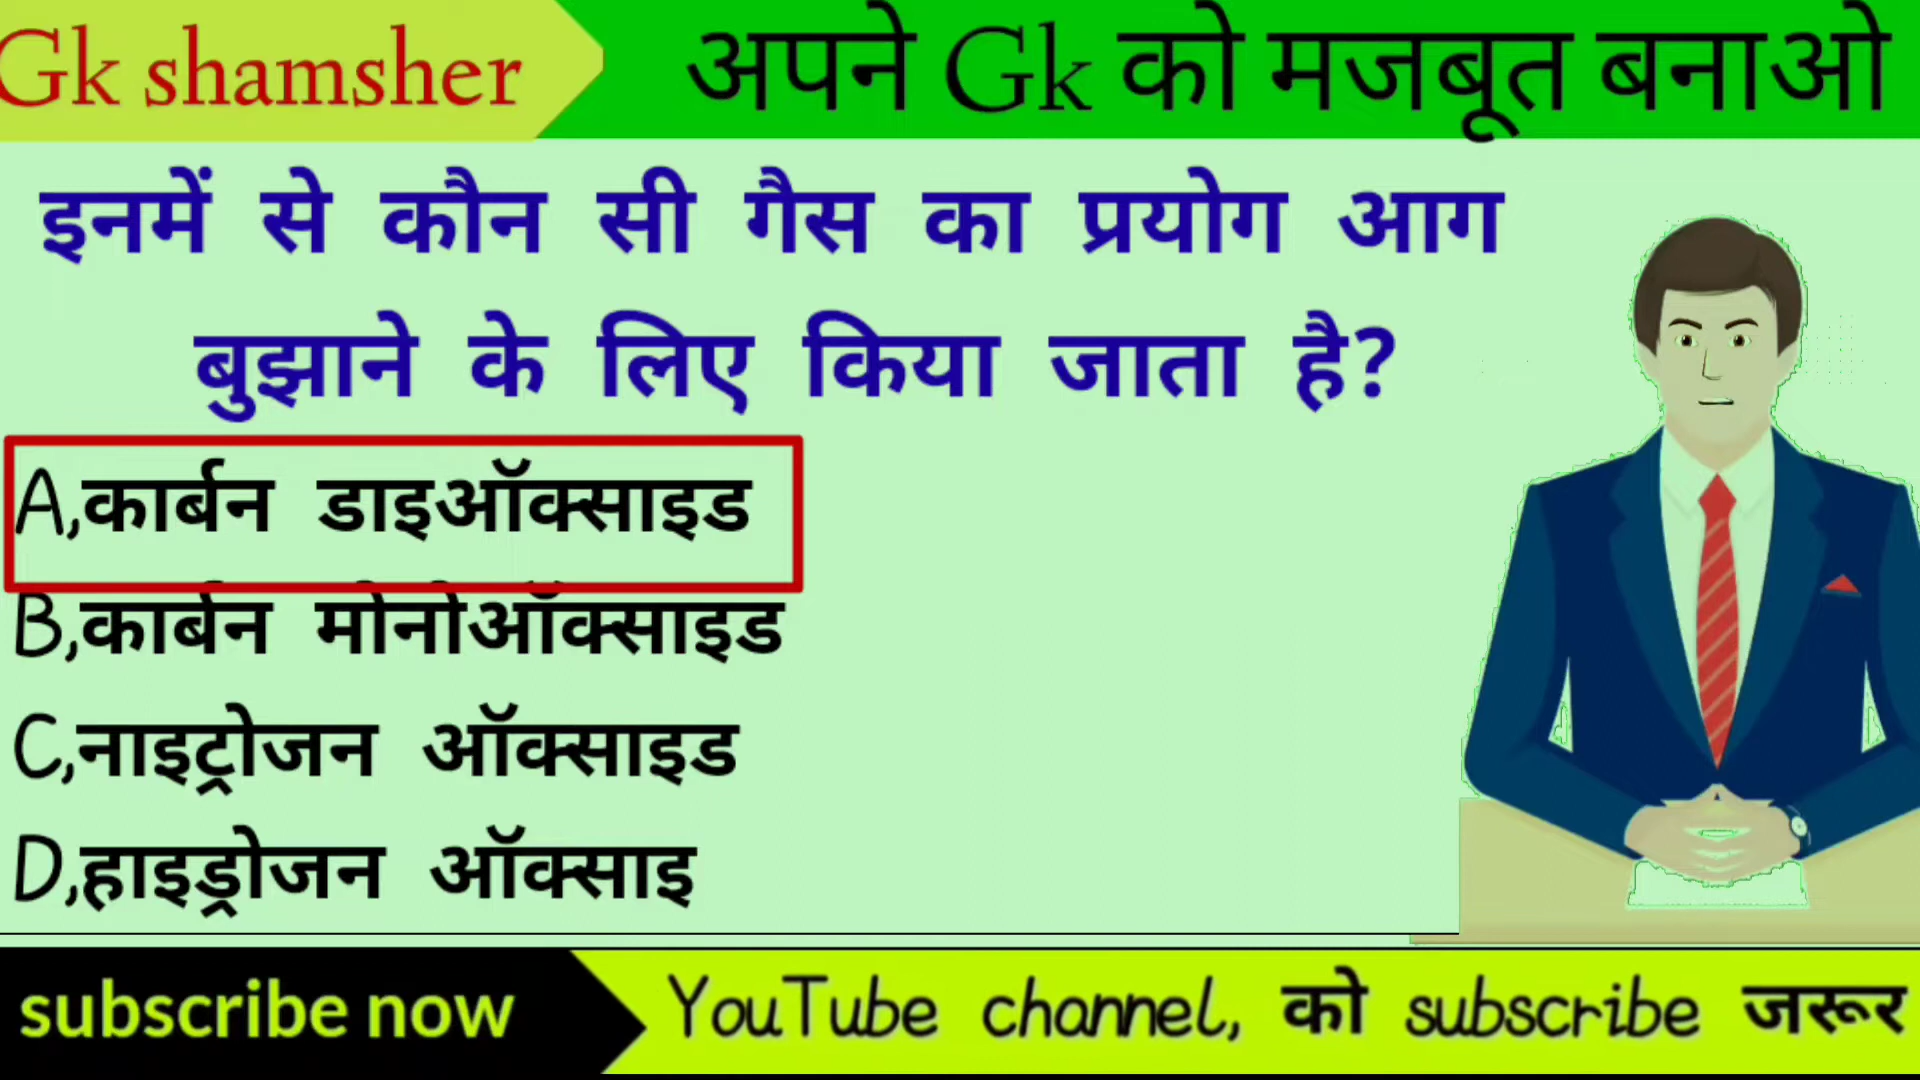 Gk shamsher
अपने Gk को मजबूत बनाओ
इनमें से कौन सी गैस का प्रयोग आग
बुझाने के लिए किया जाता है?
A,कार्बन डाइऑक्साइड
B,कार्बन मोनोऑक्साइड
C,नाइट्रोजन ऑक्साइड
D,हाइड्रोजन ऑक्साइ
subscribe now
YouTube channel, को subscribe जरूर